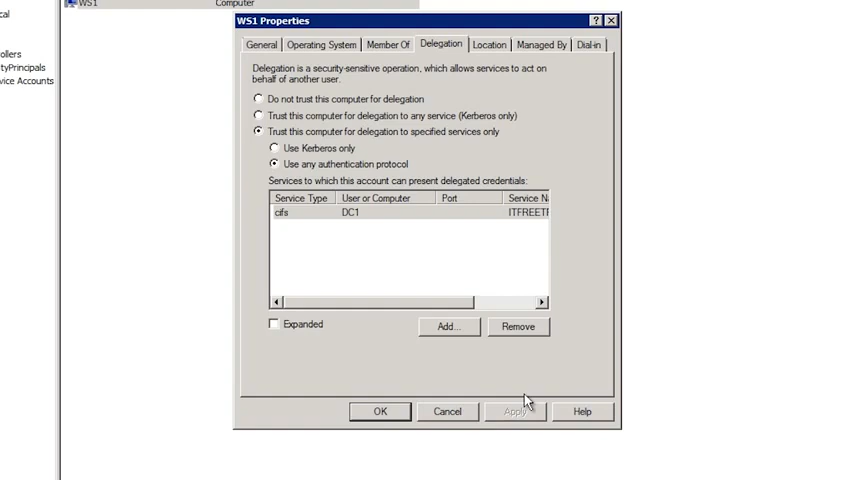 WS1
Computer
cal
ollers
ityPrincipals
vice Accounts
WS1 Properties
General
Operating System
Member Of
Delegation
Location
Managed By
Dial-in
Delegation is a security-sensitive operation, which allows services to act on
behalf of another user.
Do not trust this computer for delegation
Trust this computer for delegation to any service (Kerberos only)
Trust this computer for delegation to specified services only
Use Kerberos only
Use any authentication protocol
Services to which this account can present delegated credentials:
Service Type User or Computer Port Service N
cifs DC1 ITFREETR
Expanded
Add...
Remove
OK
Cancel
Apply
Help